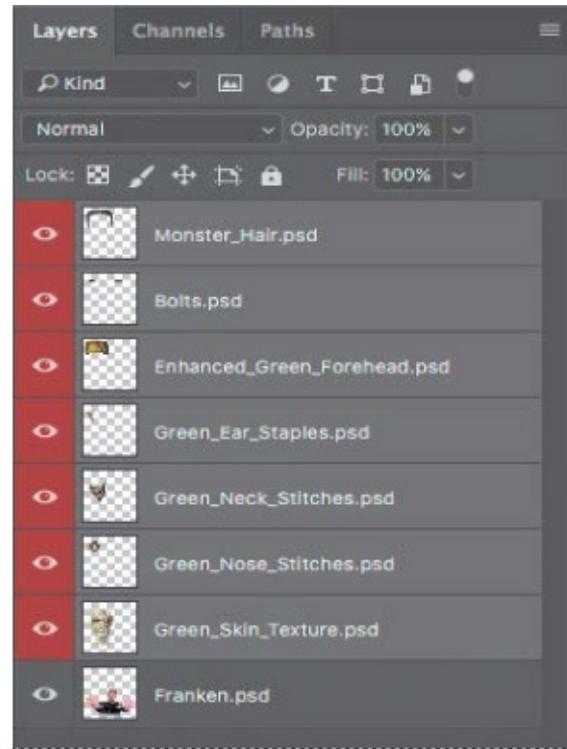 Layers Channels Paths
Kind T
Normal Opacity: 100%
Lock: Fill: 100%
Monster_Hair.psd
Bolts.psd
Enhanced_Green_Forehead.psd
Green_Ear_Staples.psd
Green_Neck_Stitches.psd
Green_Nose_Stitches.psd
Green_Skin_Texture.psd
Franken.psd